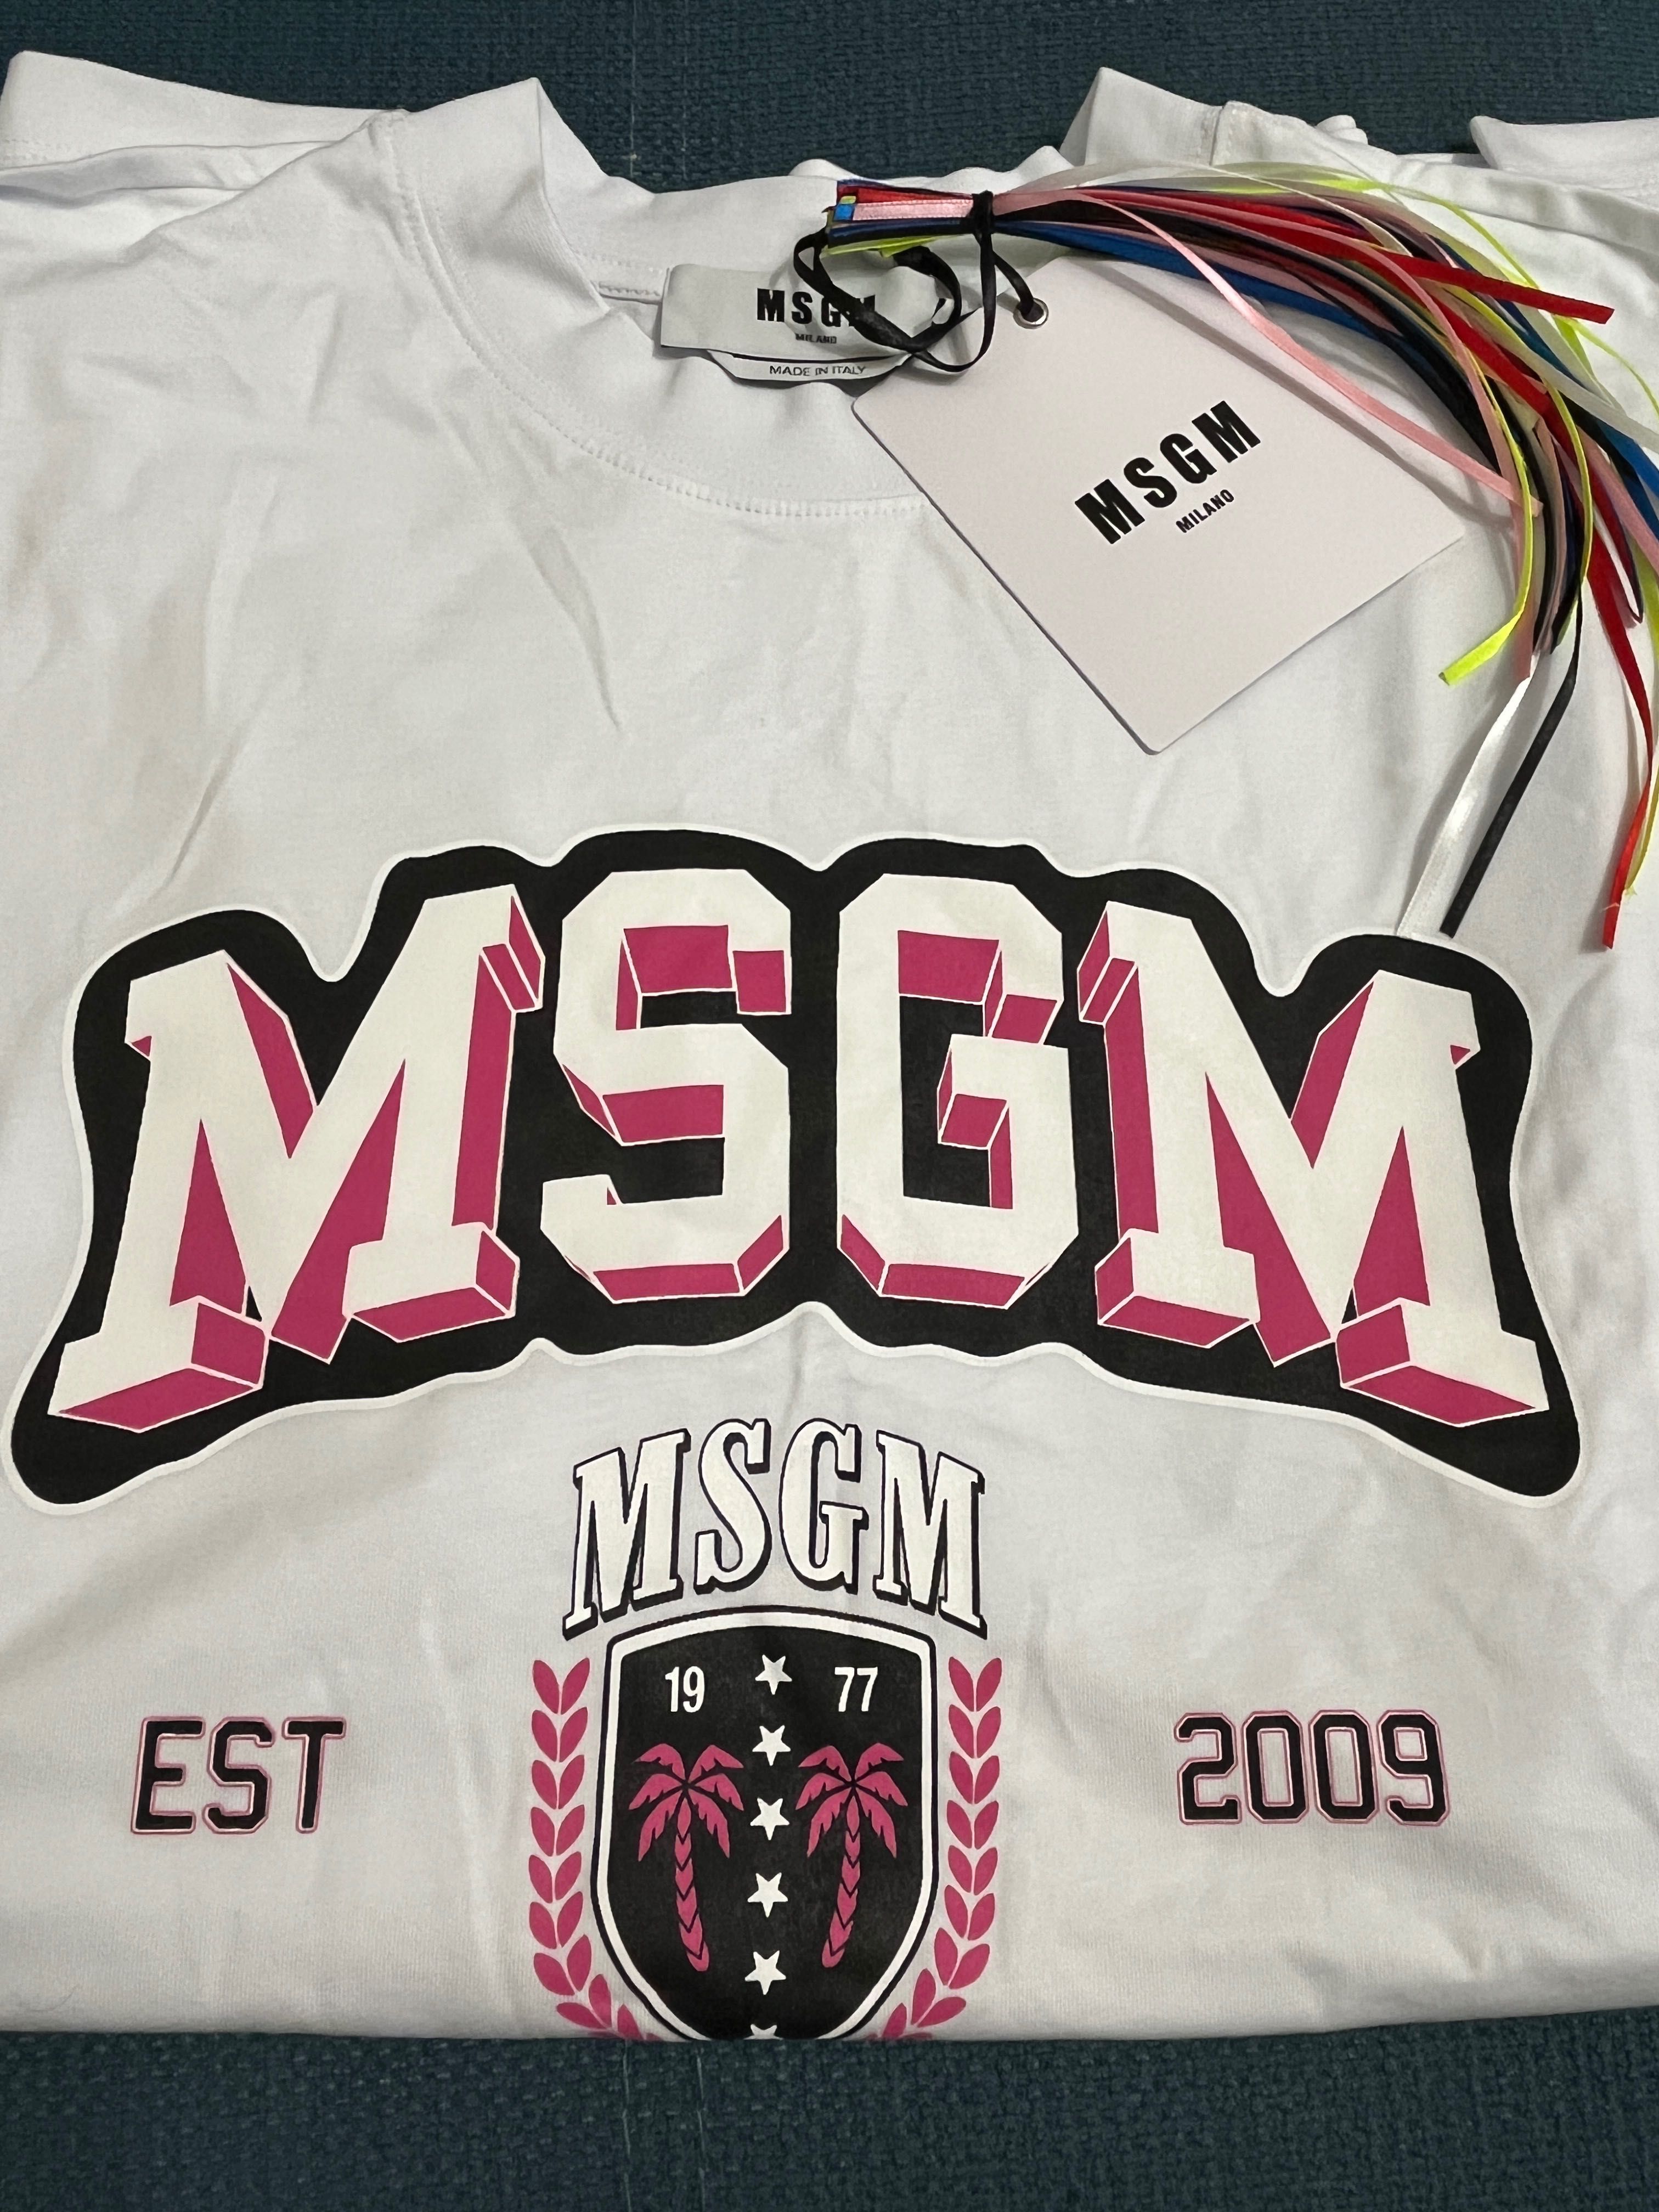 MSGM
MILANO
MADE IN ITALY
MSGM
MILANO
MSGM
MSGM
19 77
EST 2009